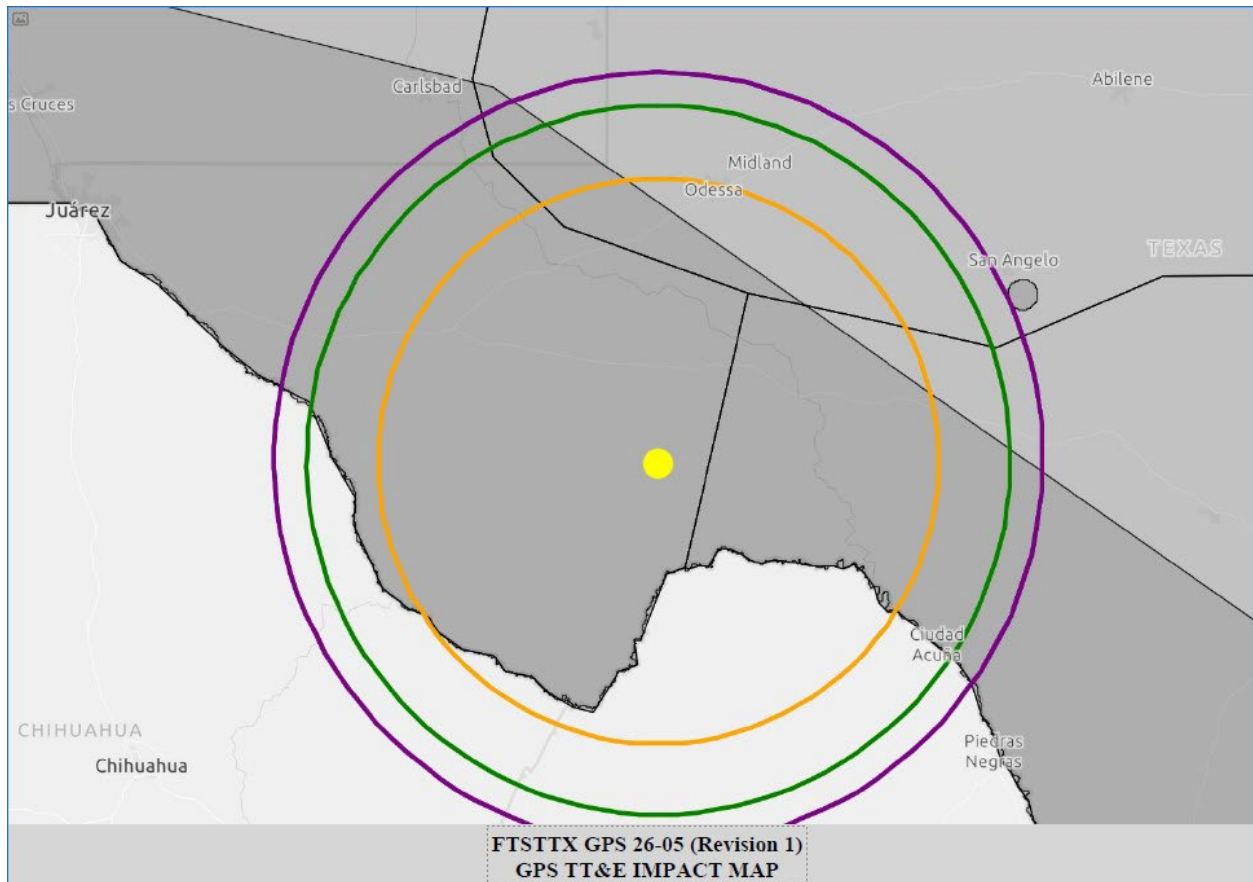 Carlsbad
Abilene
s Cruces
Midland
Odessa
Juárez
TEXAS
San Angelo
Ciudad
Acuña
CHIHUAHUA
Chihuahua
Piedras
Negras
FTSTTX GPS 26-05 (Revision 1)
GPS TT&E IMPACT MAP